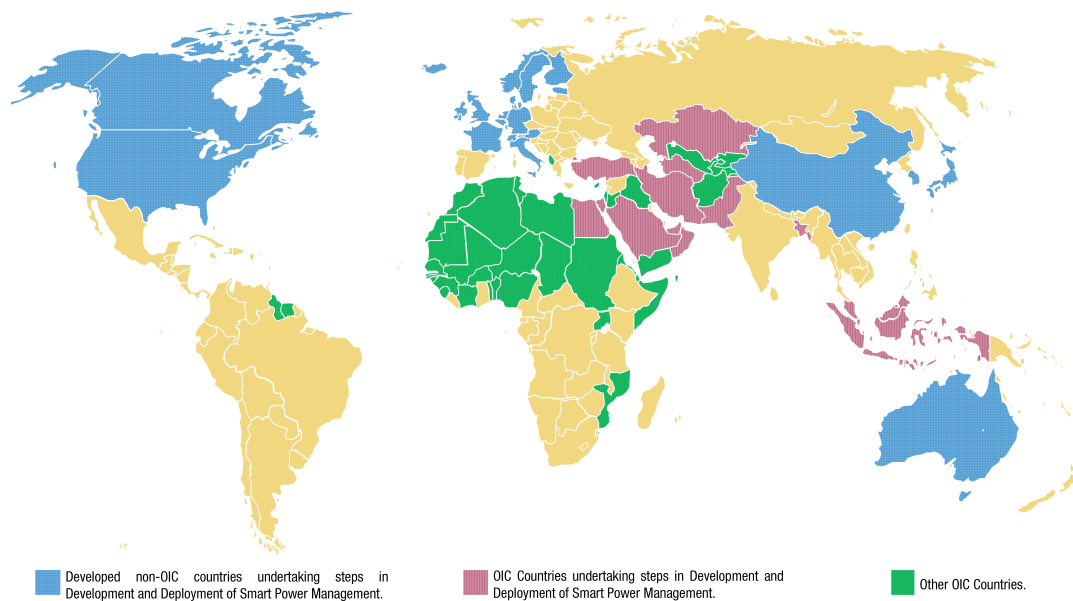 Developed non-OIC countries undertaking steps in
Development and Deployment of Smart Power Management.
OIC Countries undertaking steps in Development and
Deployment of Smart Power Management.
Other OIC Countries.